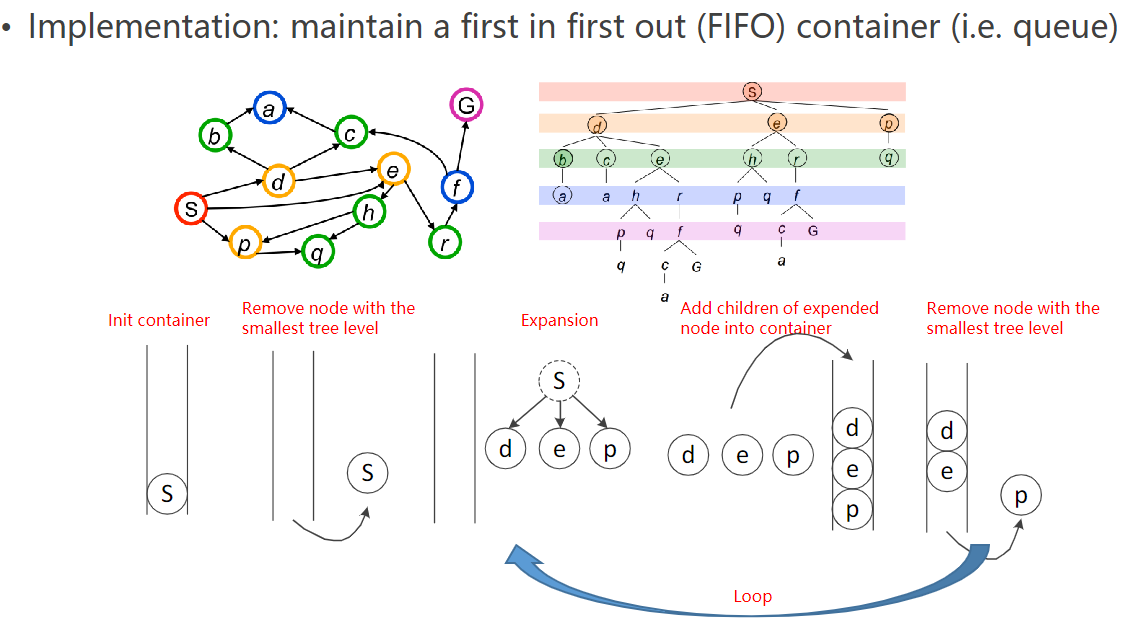 • Implementation: maintain a first in first out (FIFO) container (i.e. queue)
a
G
b
c
d
e
f
S
h
p
q
r
S
d e p
b c e h r q
a a h r p q f
p q f q c G
q c G a
a
Init container
Remove node with the
smallest tree level
Expansion
Add children of expended
node into container
Remove node with the
smallest tree level
S
S
S
d e p
d e p
d
e
p
d
e
p
Loop